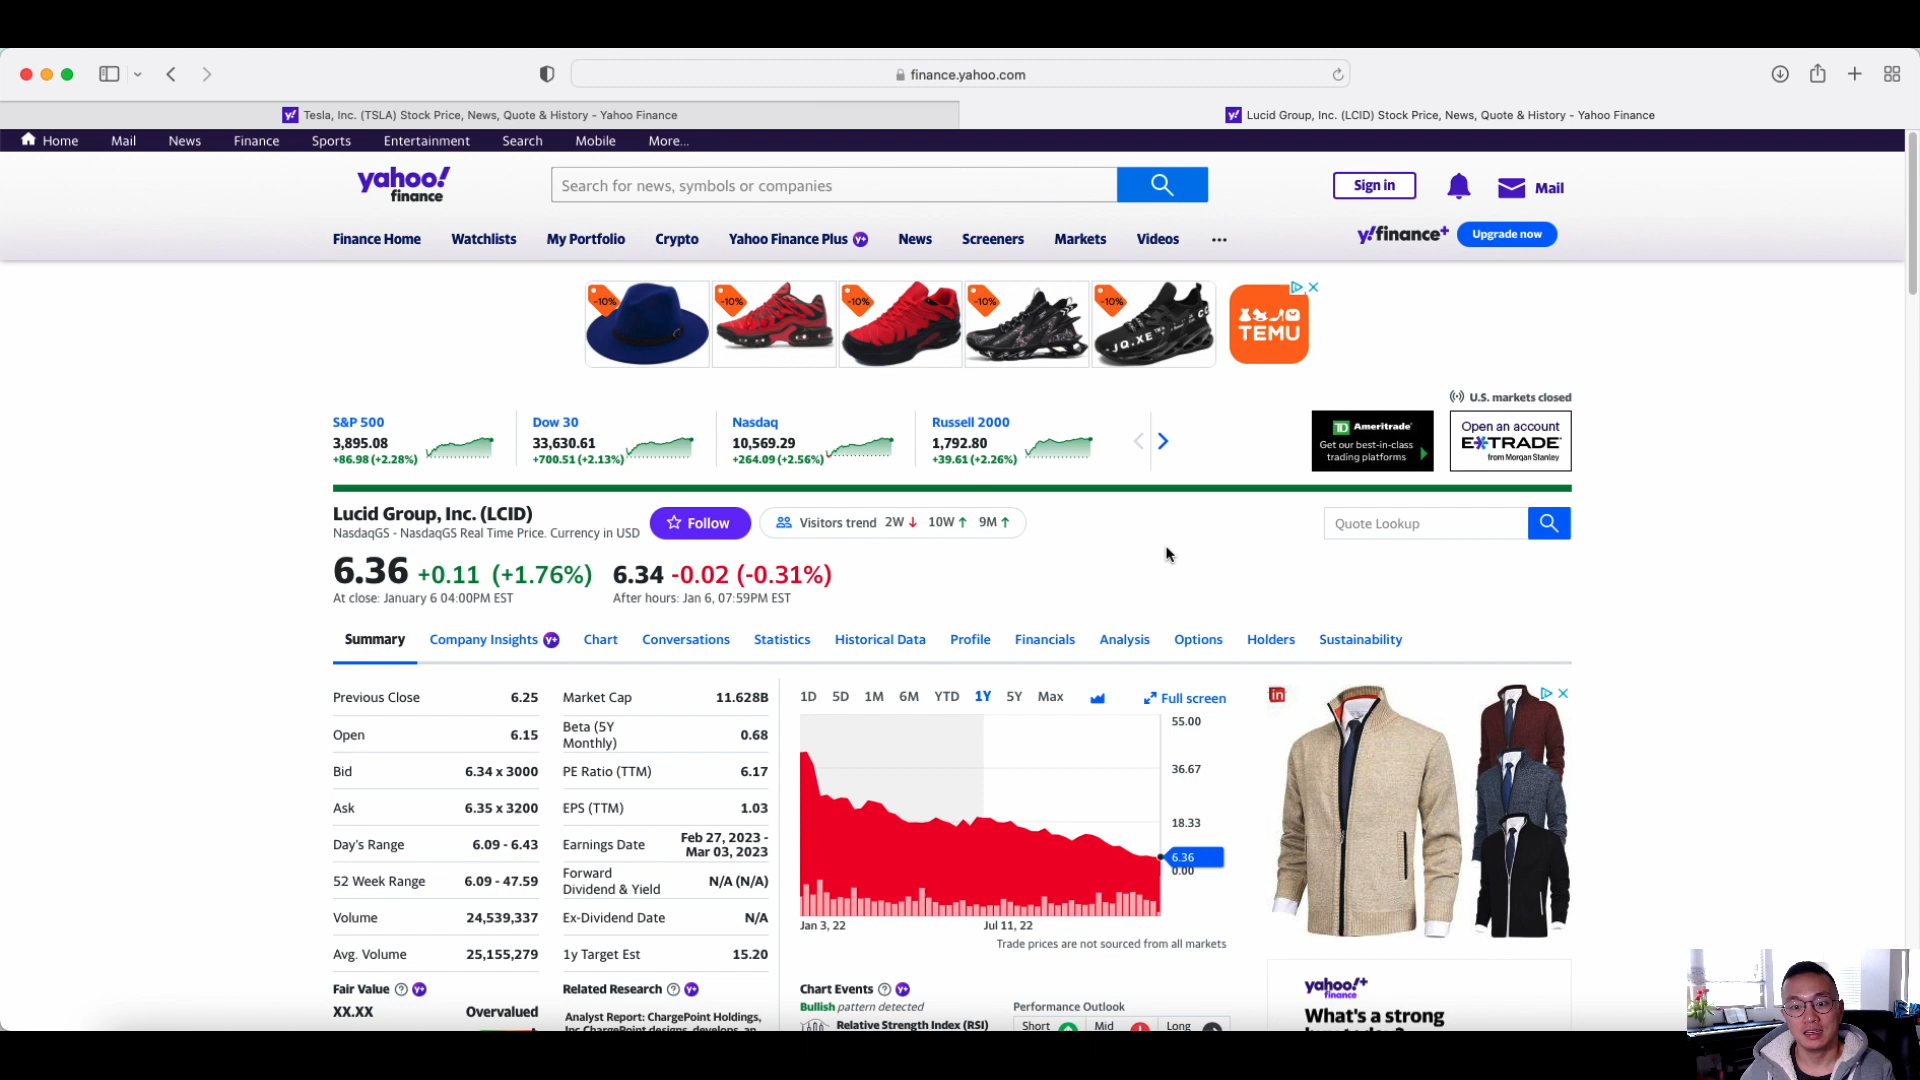 finance.yahoo.com
Tesla, Inc. (TSLA) Stock Price, News, Quote & History - Yahoo Finance
Lucid Group, Inc. (LCID) Stock Price, News, Quote & History - Yahoo Finance
Home Mail News Finance Sports Entertainment Search Mobile More...
yahoo!
finance
Search for news, symbols or companies
Sign in
Mail
Finance Home Watchlists My Portfolio Crypto Yahoo Finance Plus News Screeners Markets Videos ...
y!finance+ Upgrade now
-10% -10% -10% -10% -10%
JQ.XE
TEMU
U.S. markets closed
S&P 500
3,895.08
+86.98 (+2.28%)
Dow 30
33,630.61
+700.51 (+2.13%)
Nasdaq
10,569.29
+264.09 (+2.56%)
Russell 2000
1,792.80
+39.61 (+2.26%)
TD Ameritrade
Get our best-in-class
trading platforms
Open an account
E*TRADE
from Morgan Stanley
Lucid Group, Inc. (LCID)
NasdaqGS - NasdaqGS Real Time Price. Currency in USD
Follow
Visitors trend 2W 10W 9M
Quote Lookup
6.36 +0.11 (+1.76%)
At close: January 6 04:00PM EST
6.34 -0.02 (-0.31%)
After hours: Jan 6, 07:59PM EST
Summary Company Insights Chart Conversations Statistics Historical Data Profile Financials Analysis Options Holders Sustainability
Previous Close 6.25
Open 6.15
Bid 6.34 x 3000
Ask 6.35 x 3200
Day's Range 6.09 - 6.43
52 Week Range 6.09 - 47.59
Volume 24,539,337
Avg. Volume 25,155,279
Market Cap 11.628B
Beta (5Y
Monthly) 0.68
PE Ratio (TTM) 6.17
EPS (TTM) 1.03
Earnings Date Feb 27, 2023 -
Mar 03, 2023
Forward
Dividend & Yield N/A (N/A)
Ex-Dividend Date N/A
1y Target Est 15.20
1D 5D 1M 6M YTD 1Y 5Y Max
Full screen
55.00
36.67
18.33
6.36
0.00
Jan 3, 22 Jul 11, 22
Trade prices are not sourced from all markets
Fair Value
XX.XX Overvalued
Related Research
Analyst Report: ChargePoint Holdings,
Inc ChargePoint designs, develops, an
Chart Events
Bullish pattern detected
Relative Strength Index (RSI)
Performance Outlook
Short Mid Long
in
yahoo!+
finance
What's a strong